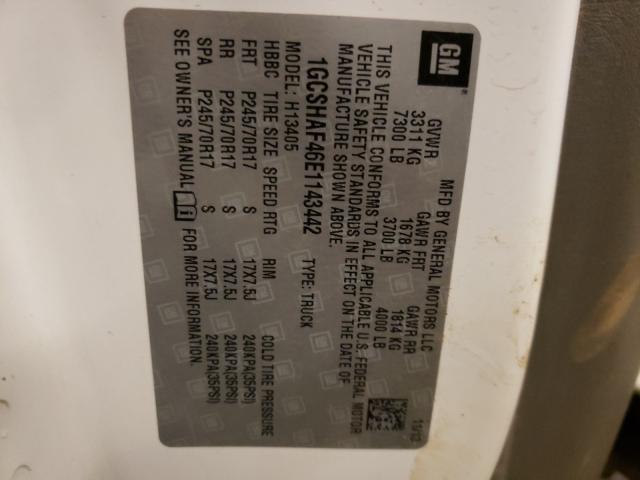 GM
MFD BY GENERAL MOTORS LLC 11/13
GVWR GAWR FRT GAWR RR
3311 KG 1678 KG 1814 KG
7300 LB 3700 LB 4000 LB
THIS VEHICLE CONFORMS TO ALL APPLICABLE U.S. FEDERAL MOTOR
VEHICLE SAFETY STANDARDS IN EFFECT ON THE DATE OF
MANUFACTURE SHOWN ABOVE.
1GCSHAF46E1143442 TYPE: TRUCK
MODEL: H13405
HBBC TIRE SIZE SPEED RTG RIM COLD TIRE PRESSURE
FRT P245/70R17 S 17X7.5J 240KPA(35PSI)
RR P245/70R17 S 17X7.5J 240KPA(35PSI)
SPA P245/70R17 S 17X7.5J 240KPA(35PSI)
SEE OWNER'S MANUAL i FOR MORE INFORMATION.